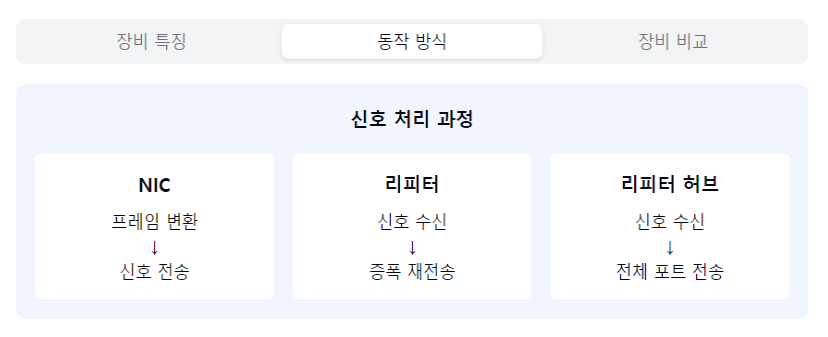 장비 특징
동작 방식
장비 비교
신호 처리 과정
NIC
프레임 변환
↓
신호 전송
리피터
신호 수신
↓
증폭 재전송
리피터 허브
신호 수신
↓
전체 포트 전송